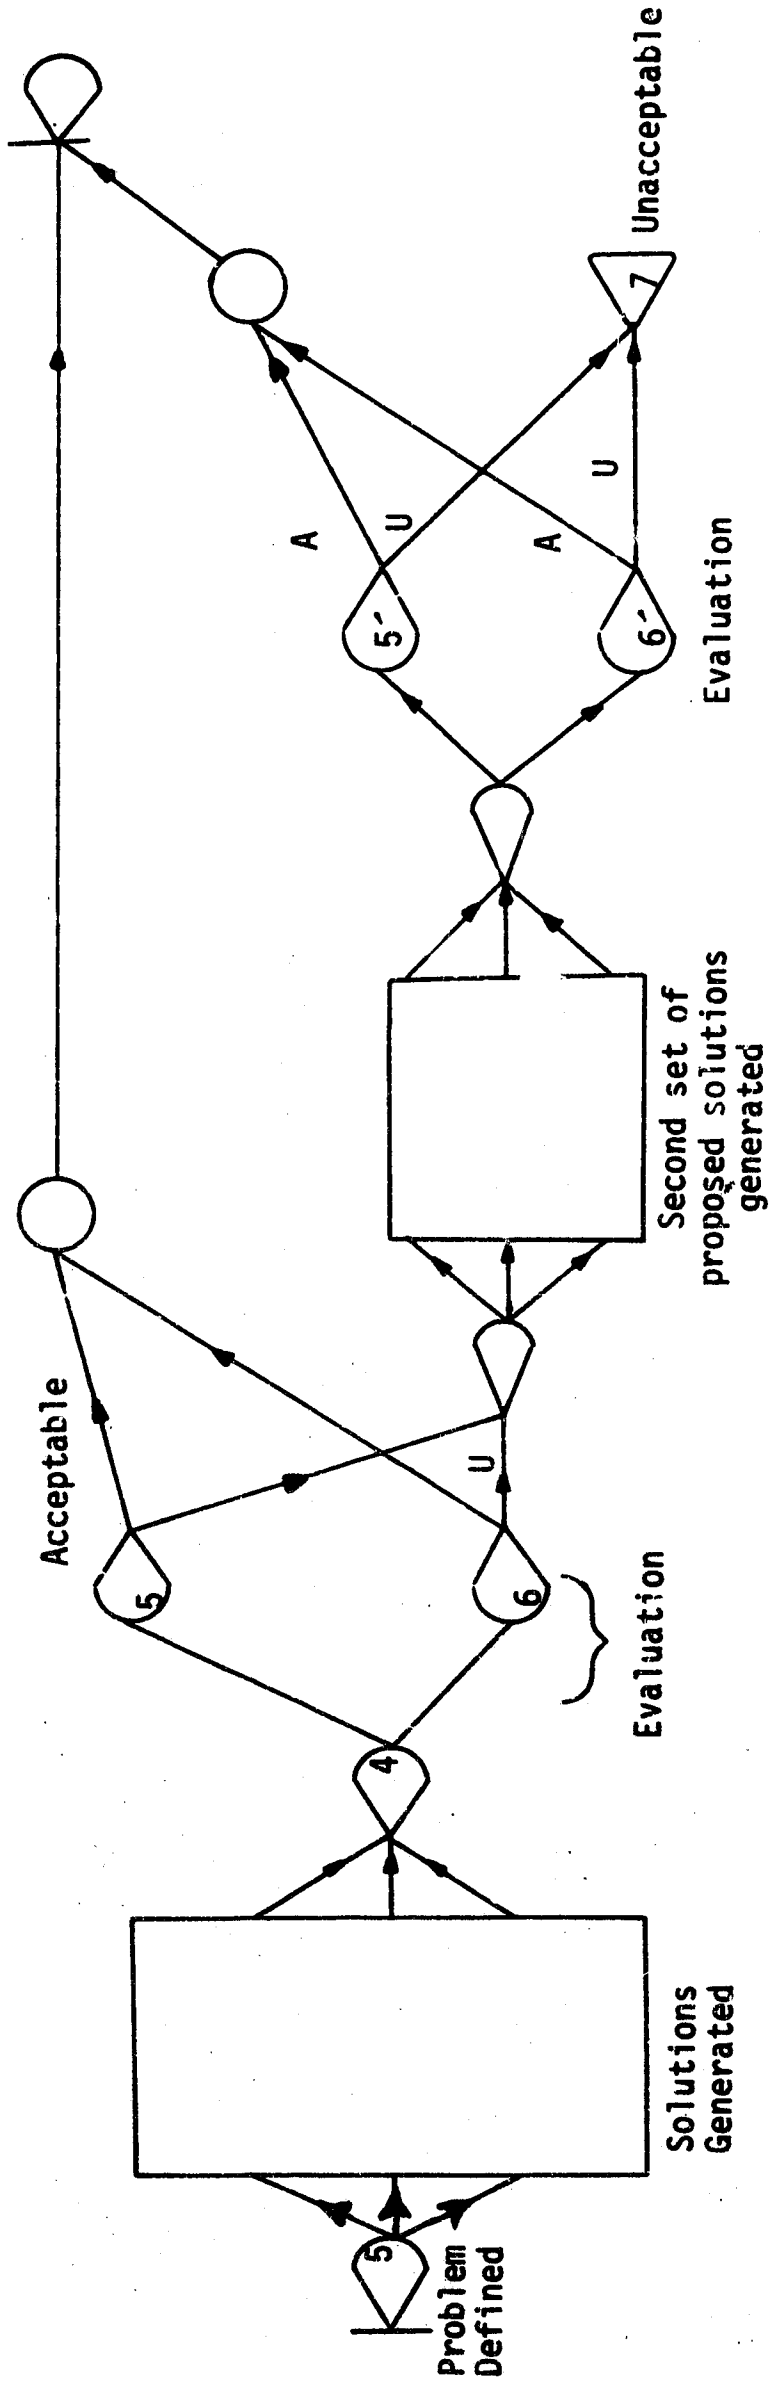 5
Problem
Defined
Solutions
Generated
4
5
6
Evaluation
Acceptable
U
Second set of
proposed solutions
generated
5´
6´
Evaluation
A
U
A
U
7
Unacceptable